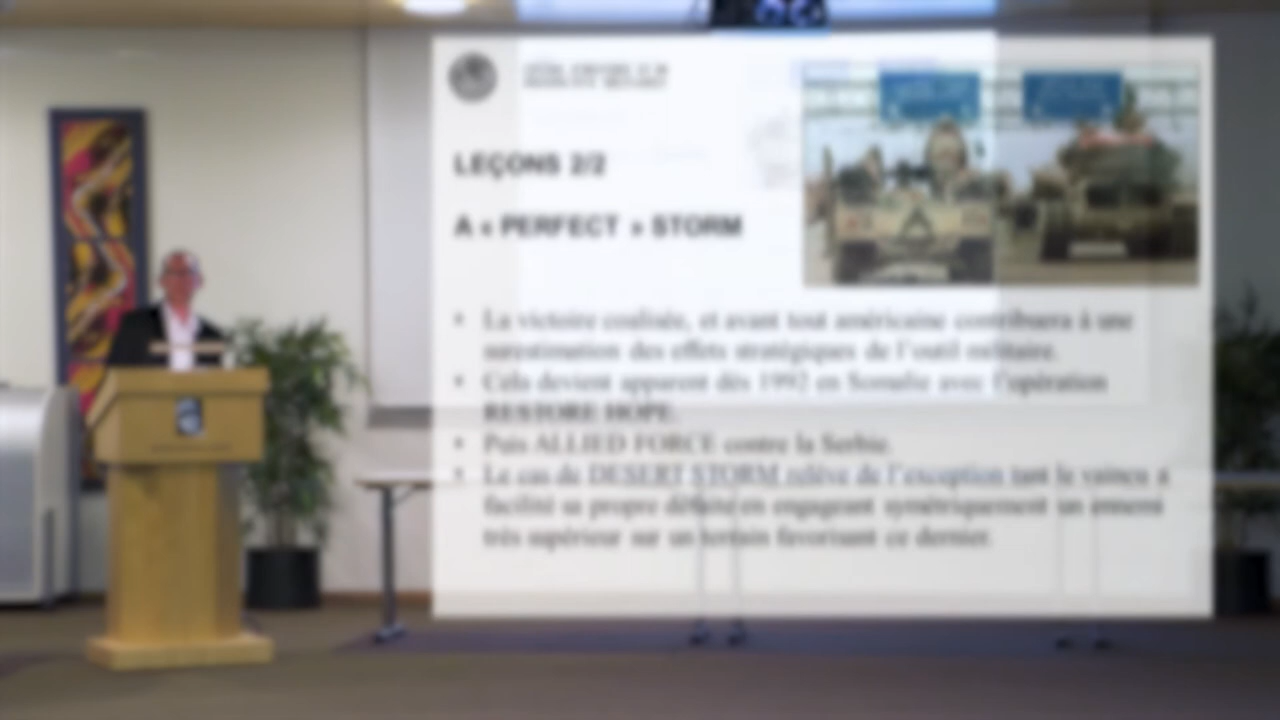 LEÇONS 2/2
A « PERFECT » STORM
• La victoire coalisée, et avant tout américaine contribuera à une
surestimation des effets stratégiques de l'outil militaire.
• Cela devient apparent dès 1992 en Somalie avec l'opération
RESTORE HOPE.
• Puis ALLIED FORCE contre la Serbie.
• Le cas de DESERT STORM relève de l'exception tant le vaincu a
facilité sa propre défaite en engageant symétriquement un ennemi
très supérieur sur un terrain favorisant ce dernier.